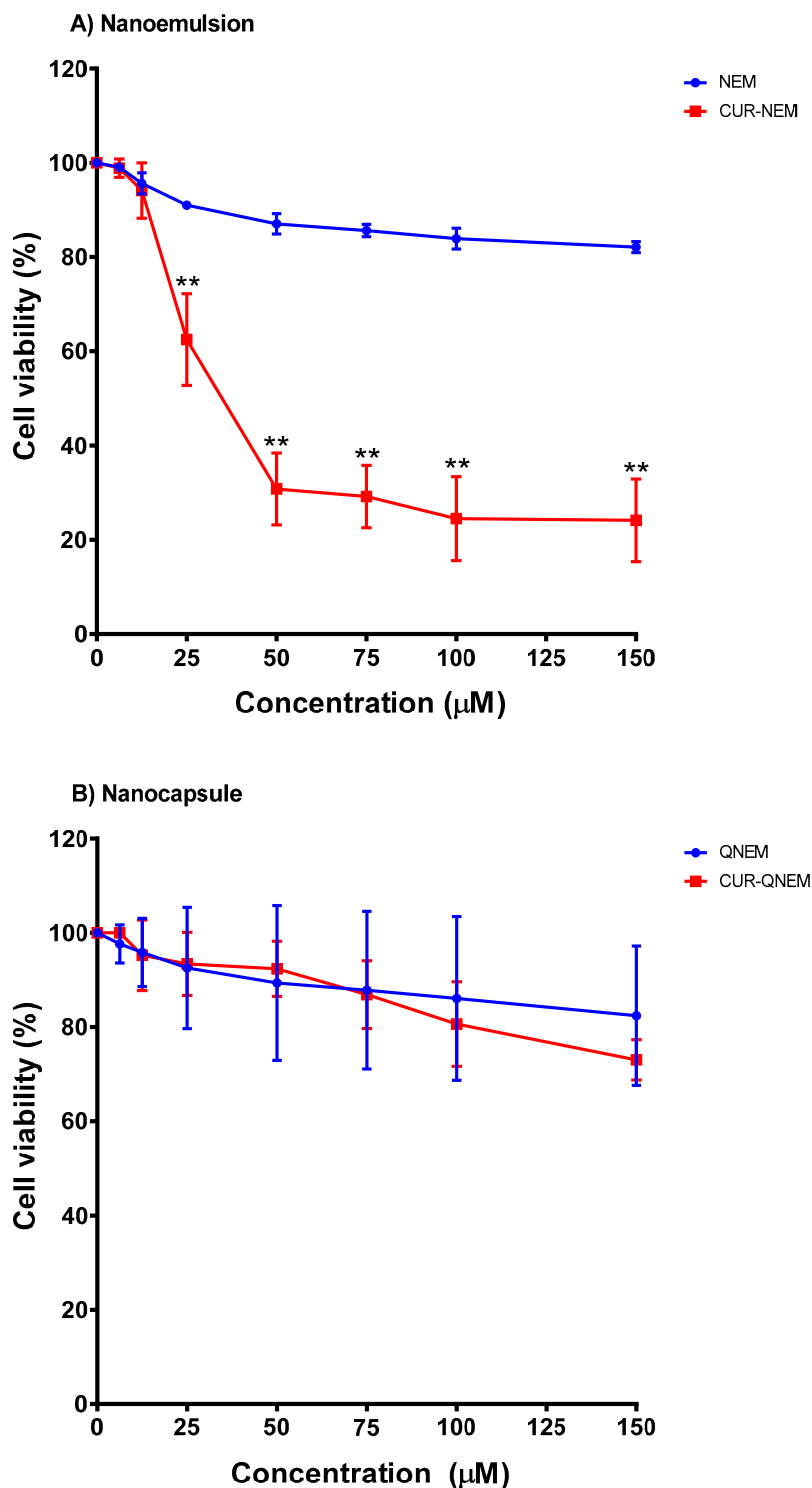 A) Nanoemulsion
120
100
80
60
40
20
0
Cell viability (%)
**
**
**
**
**
0 25 50 75 100 125 150
Concentration (μM)
NEM
CUR-NEM
B) Nanocapsule
120
100
80
60
40
20
0
Cell viability (%)
0 25 50 75 100 125 150
Concentration (μM)
QNEM
CUR-QNEM